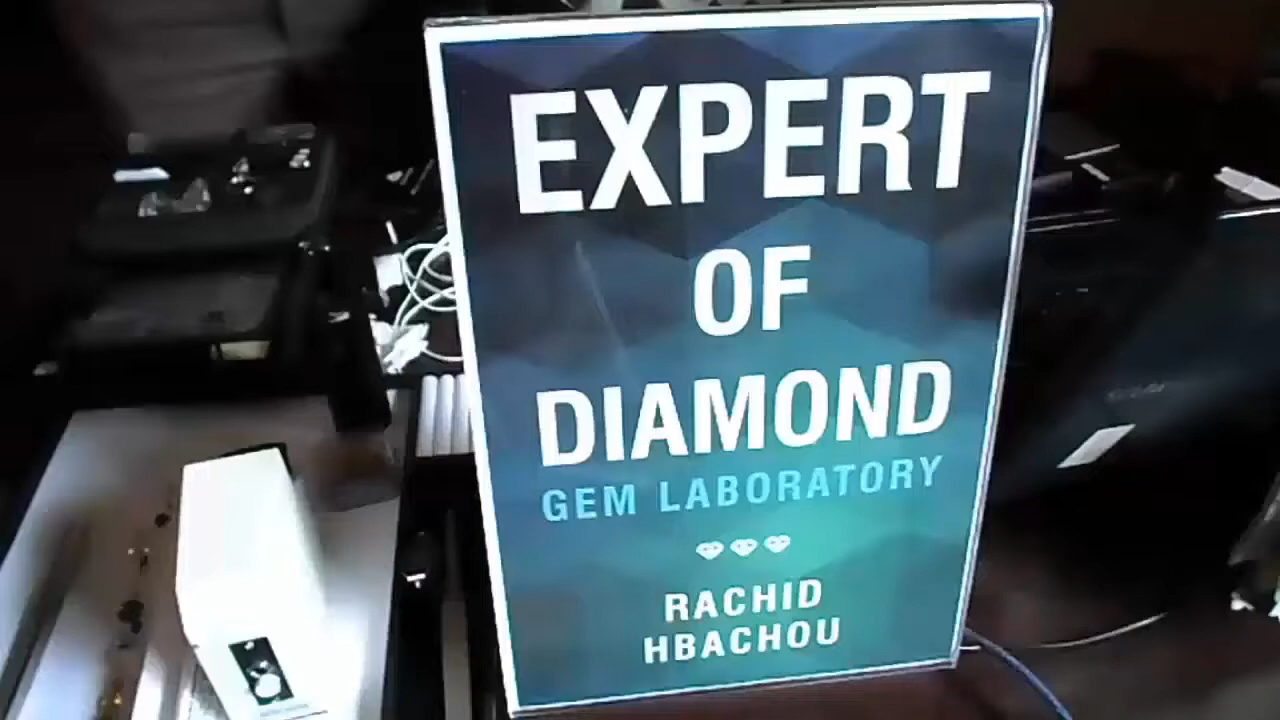 EXPERT
OF
DIAMOND
GEM LABORATORY
RACHID
HBACHOU